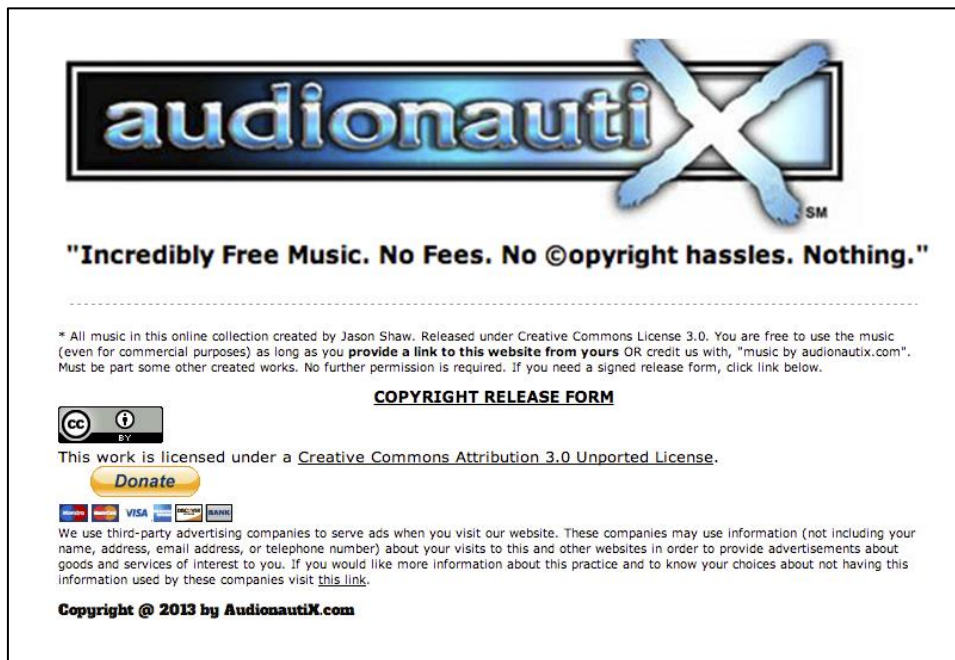 audionautiX
SM
"Incredibly Free Music. No Fees. No ©opyright hassles. Nothing."
* All music in this online collection created by Jason Shaw. Released under Creative Commons License 3.0. You are free to use the music
(even for commercial purposes) as long as you provide a link to this website from yours OR credit us with, "music by audionautix.com".
Must be part some other created works. No further permission is required. If you need a signed release form, click link below.
COPYRIGHT RELEASE FORM
cc
BY
This work is licensed under a Creative Commons Attribution 3.0 Unported License.
Donate
Maestro MasterCard VISA DISCOVER BANK
We use third-party advertising companies to serve ads when you visit our website. These companies may use information (not including your
name, address, email address, or telephone number) about your visits to this and other websites in order to provide advertisements about
goods and services of interest to you. If you would like more information about this practice and to know your choices about not having this
information used by these companies visit this link.
Copyright @ 2013 by AudionautiX.com